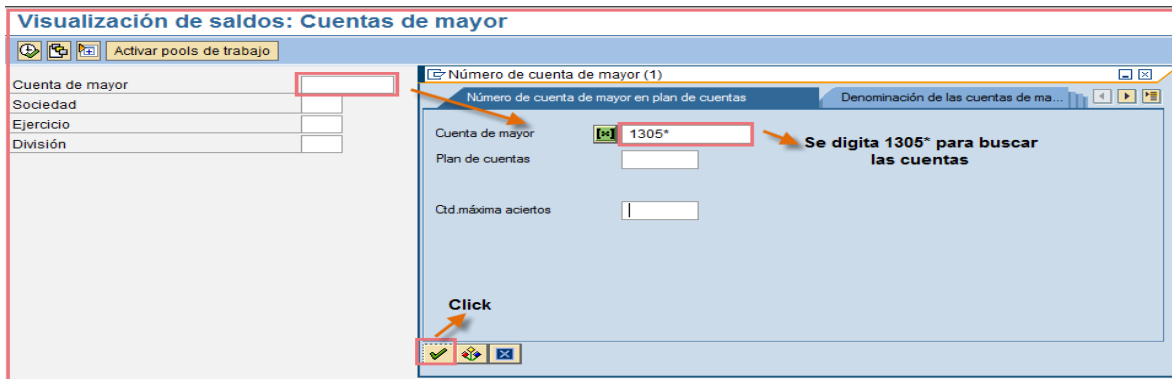 Visualización de saldos: Cuentas de mayor
Activar pools de trabajo
Cuenta de mayor
Sociedad
Ejercicio
División
Número de cuenta de mayor (1)
Número de cuenta de mayor en plan de cuentas
Denominación de las cuentas de ma...
Cuenta de mayor
1305*
Plan de cuentas
Ctd.máxima aciertos
Se digita 1305* para buscar
las cuentas
Click